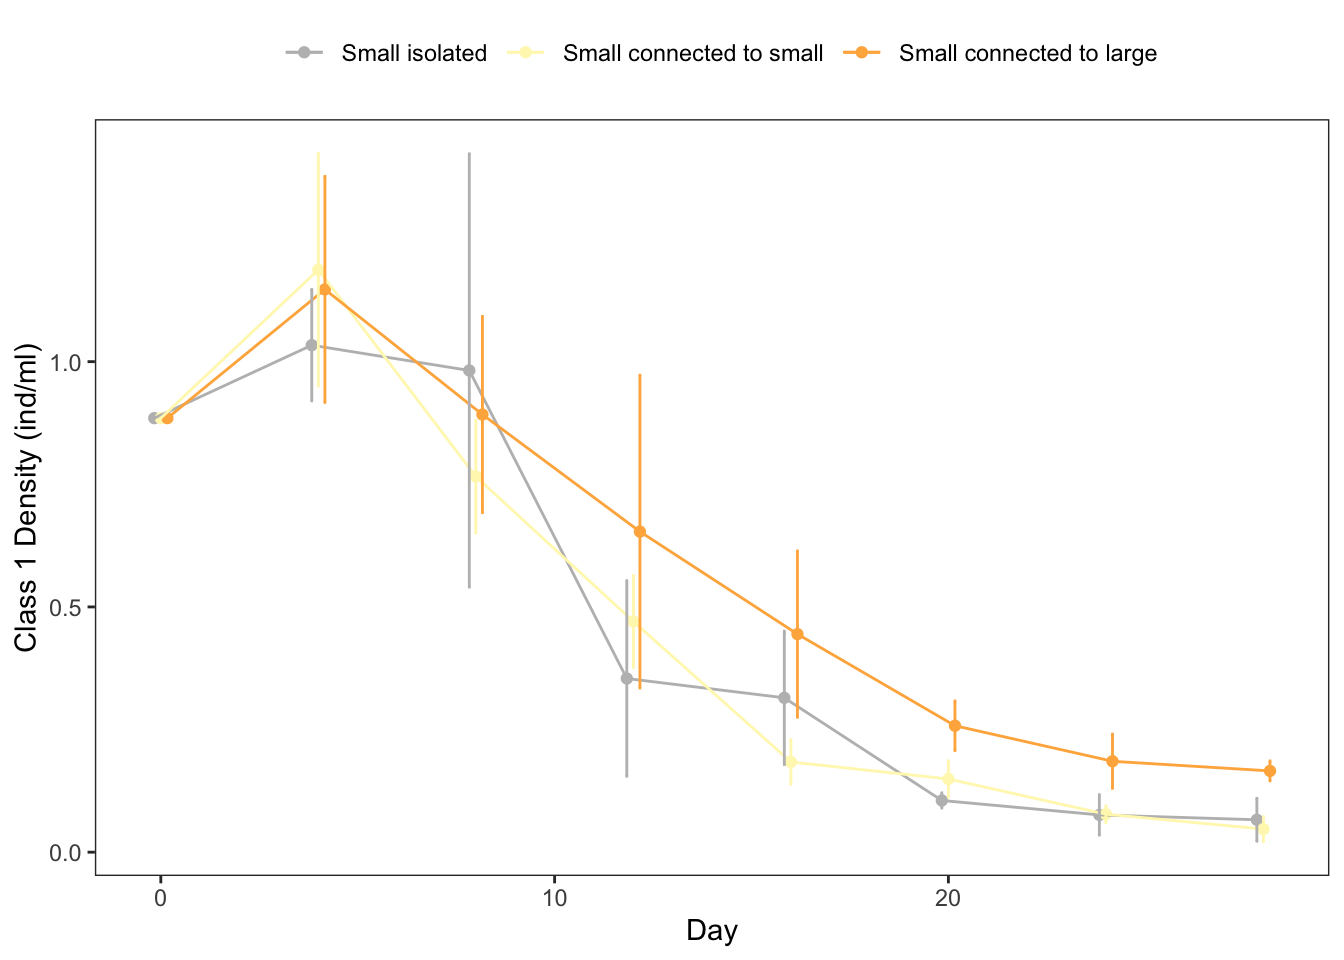 Small isolated Small connected to small Small connected to large
Class 1 Density (ind/ml)
1.0
0.5
0.0
0 10 20
Day